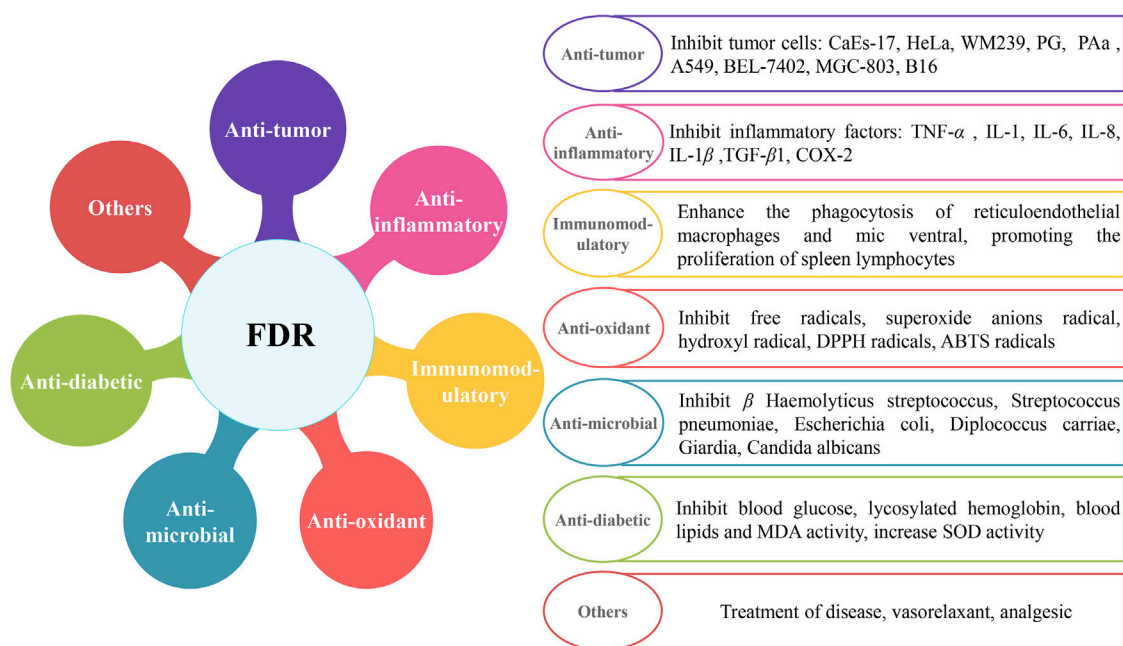 Anti-tumor
Anti-
inflammatory
Immunomod-
ulatory
Anti-oxidant
Anti-
microbial
Anti-diabetic
Others
FDR
Anti-tumor
Inhibit tumor cells: CaEs-17, HeLa, WM239, PG, PAa ,
A549, BEL-7402, MGC-803, B16
Anti-
inflammatory
Inhibit inflammatory factors: TNF-α , IL-1, IL-6, IL-8,
IL-1β ,TGF-β1, COX-2
Immunomod-
ulatory
Enhance the phagocytosis of reticuloendothelial
macrophages and mic ventral, promoting the
proliferation of spleen lymphocytes
Anti-oxidant
Inhibit free radicals, superoxide anions radical,
hydroxyl radical, DPPH radicals, ABTS radicals
Anti-microbial
Inhibit β Haemolyticus streptococcus, Streptococcus
pneumoniae, Escherichia coli, Diplococcus carriae,
Giardia, Candida albicans
Anti-diabetic
Inhibit blood glucose, lycosylated hemoglobin, blood
lipids and MDA activity, increase SOD activity
Others
Treatment of disease, vasorelaxant, analgesic